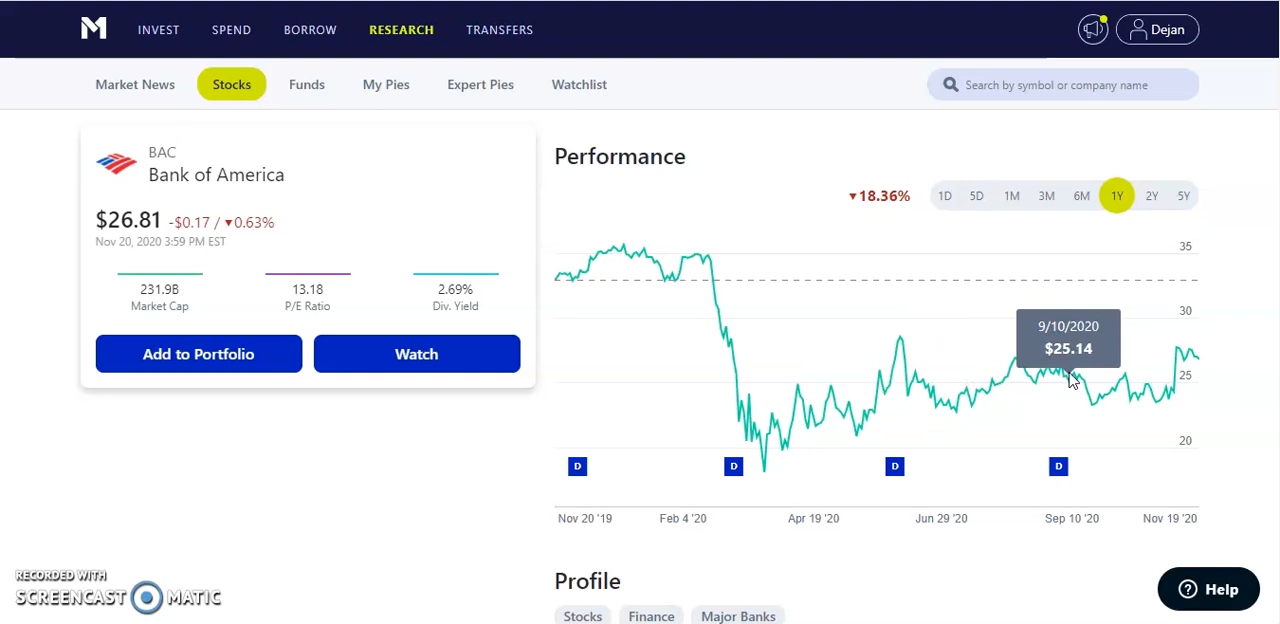 M INVEST SPEND BORROW RESEARCH TRANSFERS Dejan
Market News Stocks Funds My Pies Expert Pies Watchlist Search by symbol or company name
BAC
Bank of America
$26.81 -$0.17 / ▼0.63%
Nov 20, 2020 3:59 PM EST
231.9B 13.18 2.69%
Market Cap P/E Ratio Div. Yield
Add to Portfolio Watch
Performance
▼18.36% 1D 5D 1M 3M 6M 1Y 2Y 5Y
35
30
9/10/2020
$25.14
25
20
D D D D
Nov 20 '19 Feb 4 '20 Apr 19 '20 Jun 29 '20 Sep 10 '20 Nov 19 '20
Profile
Stocks Finance Major Banks
Help
RECORDED WITH
SCREENCAST MATIC